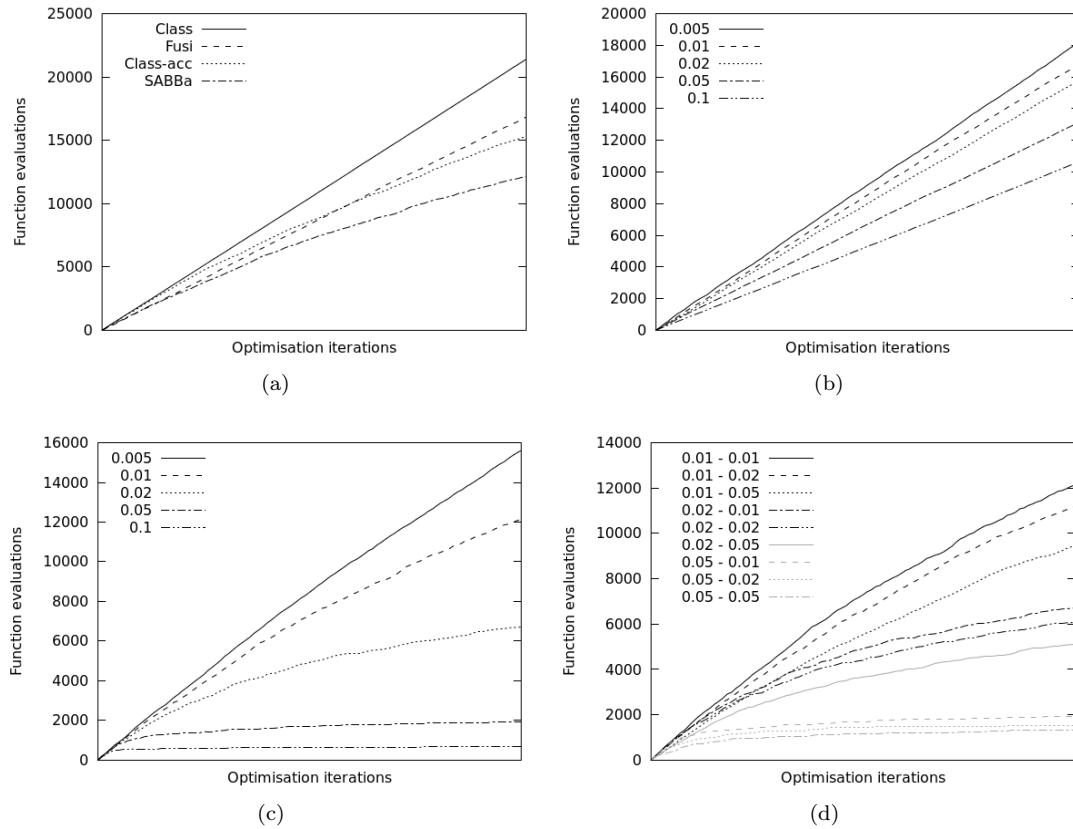 25000
20000
15000
10000
5000
0
Function evaluations
Class
Fusi
Class-acc
SABBa
Optimisation iterations
(a)
20000
18000
16000
14000
12000
10000
8000
6000
4000
2000
0
Function evaluations
0.005
0.01
0.02
0.05
0.1
Optimisation iterations
(b)
16000
14000
12000
10000
8000
6000
4000
2000
0
Function evaluations
0.005
0.01
0.02
0.05
0.1
Optimisation iterations
(c)
14000
12000
10000
8000
6000
4000
2000
0
Function evaluations
0.01 - 0.01
0.01 - 0.02
0.01 - 0.05
0.02 - 0.01
0.02 - 0.02
0.02 - 0.05
0.05 - 0.01
0.05 - 0.02
0.05 - 0.05
Optimisation iterations
(d)